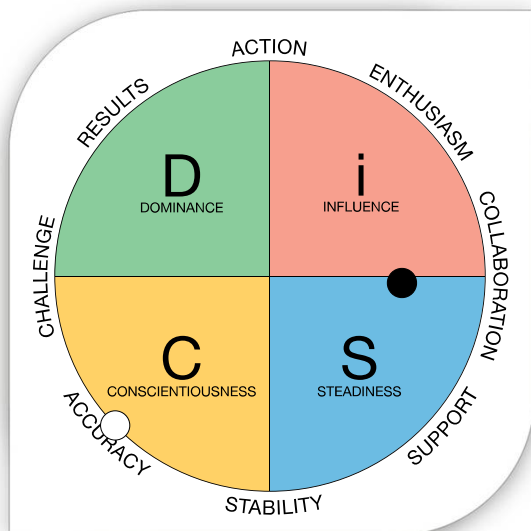 ACTION
RESULTS
ENTHUSIASM
D
DOMINANCE
i
INFLUENCE
CHALLENGE
COLLABORATION
C
CONSCIENTIOUSNESS
S
STEADINESS
ACCURACY
SUPPORT
STABILITY